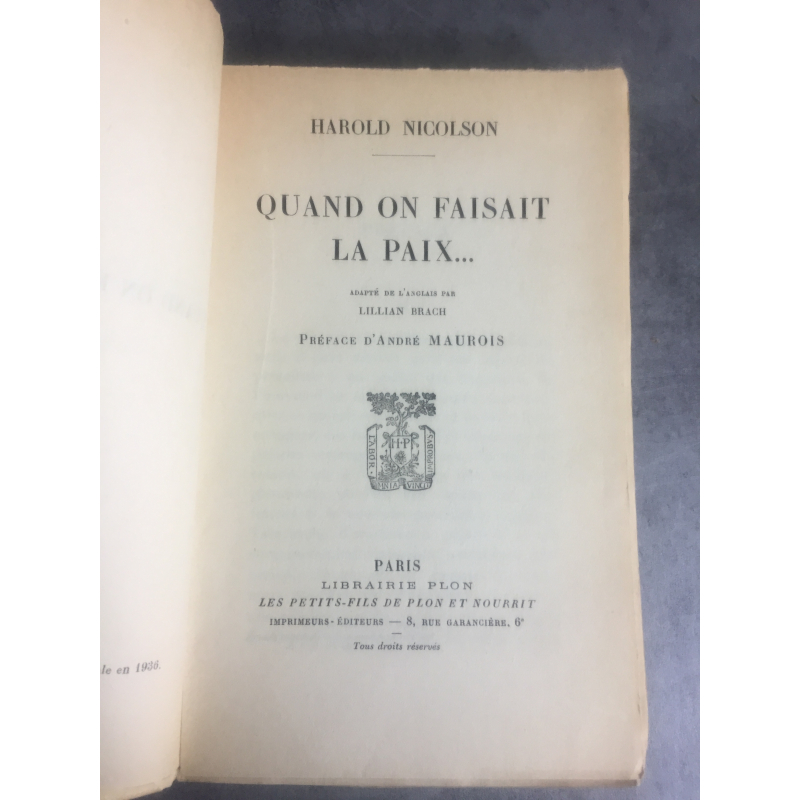 le en 1936.
HAROLD NICOLSON
QUAND ON FAISAIT
LA PAIX...
ADAPTÉ DE L'ANGLAIS PAR
LILLIAN BRACH
PRÉFACE D'ANDRÉ MAUROIS
LABOR
H·P
PARIS
LIBRAIRIE PLON
LES PETITS-FILS DE PLON ET NOURRIT
IMPRIMEURS-ÉDITEURS — 8, RUE GARANCIÈRE, 6e
Tous droits réservés